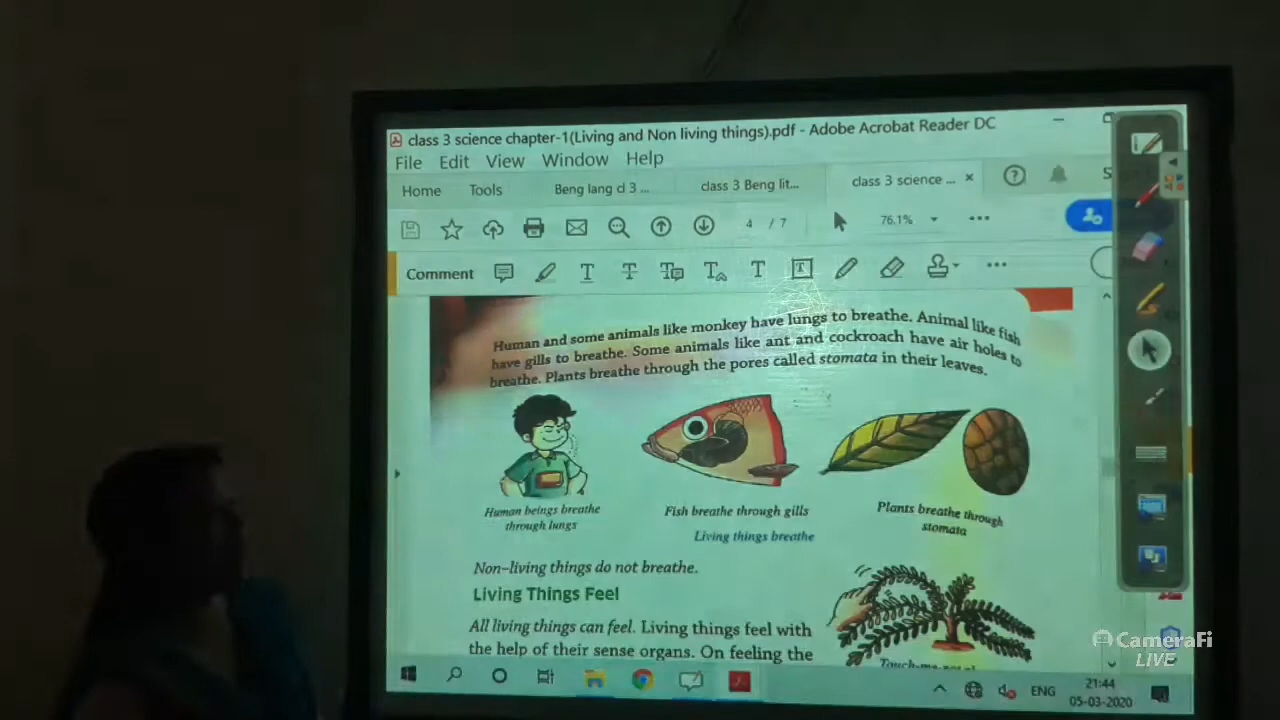 class 3 science chapter-1(Living and Non living things).pdf - Adobe Acrobat Reader DC
File Edit View Window Help
Home Tools Beng lang cl 3 ... class 3 Beng lit... class 3 science ...
4 / 7 76.1%
Comment
Human and some animals like monkey have lungs to breathe. Animal like fish
have gills to breathe. Some animals like ant and cockroach have air holes to
breathe. Plants breathe through the pores called stomata in their leaves.
Human beings breathe
through lungs
Fish breathe through gills
Plants breathe through
stomata
Living things breathe
Non-living things do not breathe.
Living Things Feel
All living things can feel. Living things feel with
the help of their sense organs. On feeling the
CameraFi
LIVE
ENG
21:44
05-03-2020